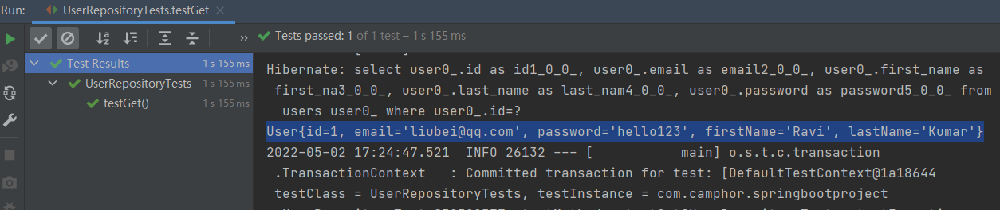 Run: UserRepositoryTests.testGet
Tests passed: 1 of 1 test – 1 s 155 ms
Test Results 1 s 155 ms
UserRepositoryTests 1 s 155 ms
testGet() 1 s 155 ms
Hibernate: select user0_.id as id1_0_0_, user0_.email as email2_0_0_, user0_.first_name as
first_na3_0_0_, user0_.last_name as last_nam4_0_0_, user0_.password as password5_0_0_ from
users user0_ where user0_.id=?
User{id=1, email='liubei@qq.com', password='hello123', firstName='Ravi', lastName='Kumar'}
2022-05-02 17:24:47.521  INFO 26132 --- [           main] o.s.t.c.transaction
.TransactionContext   : Committed transaction for test: [DefaultTestContext@1a18644
testClass = UserRepositoryTests, testInstance = com.camphor.springbootproject